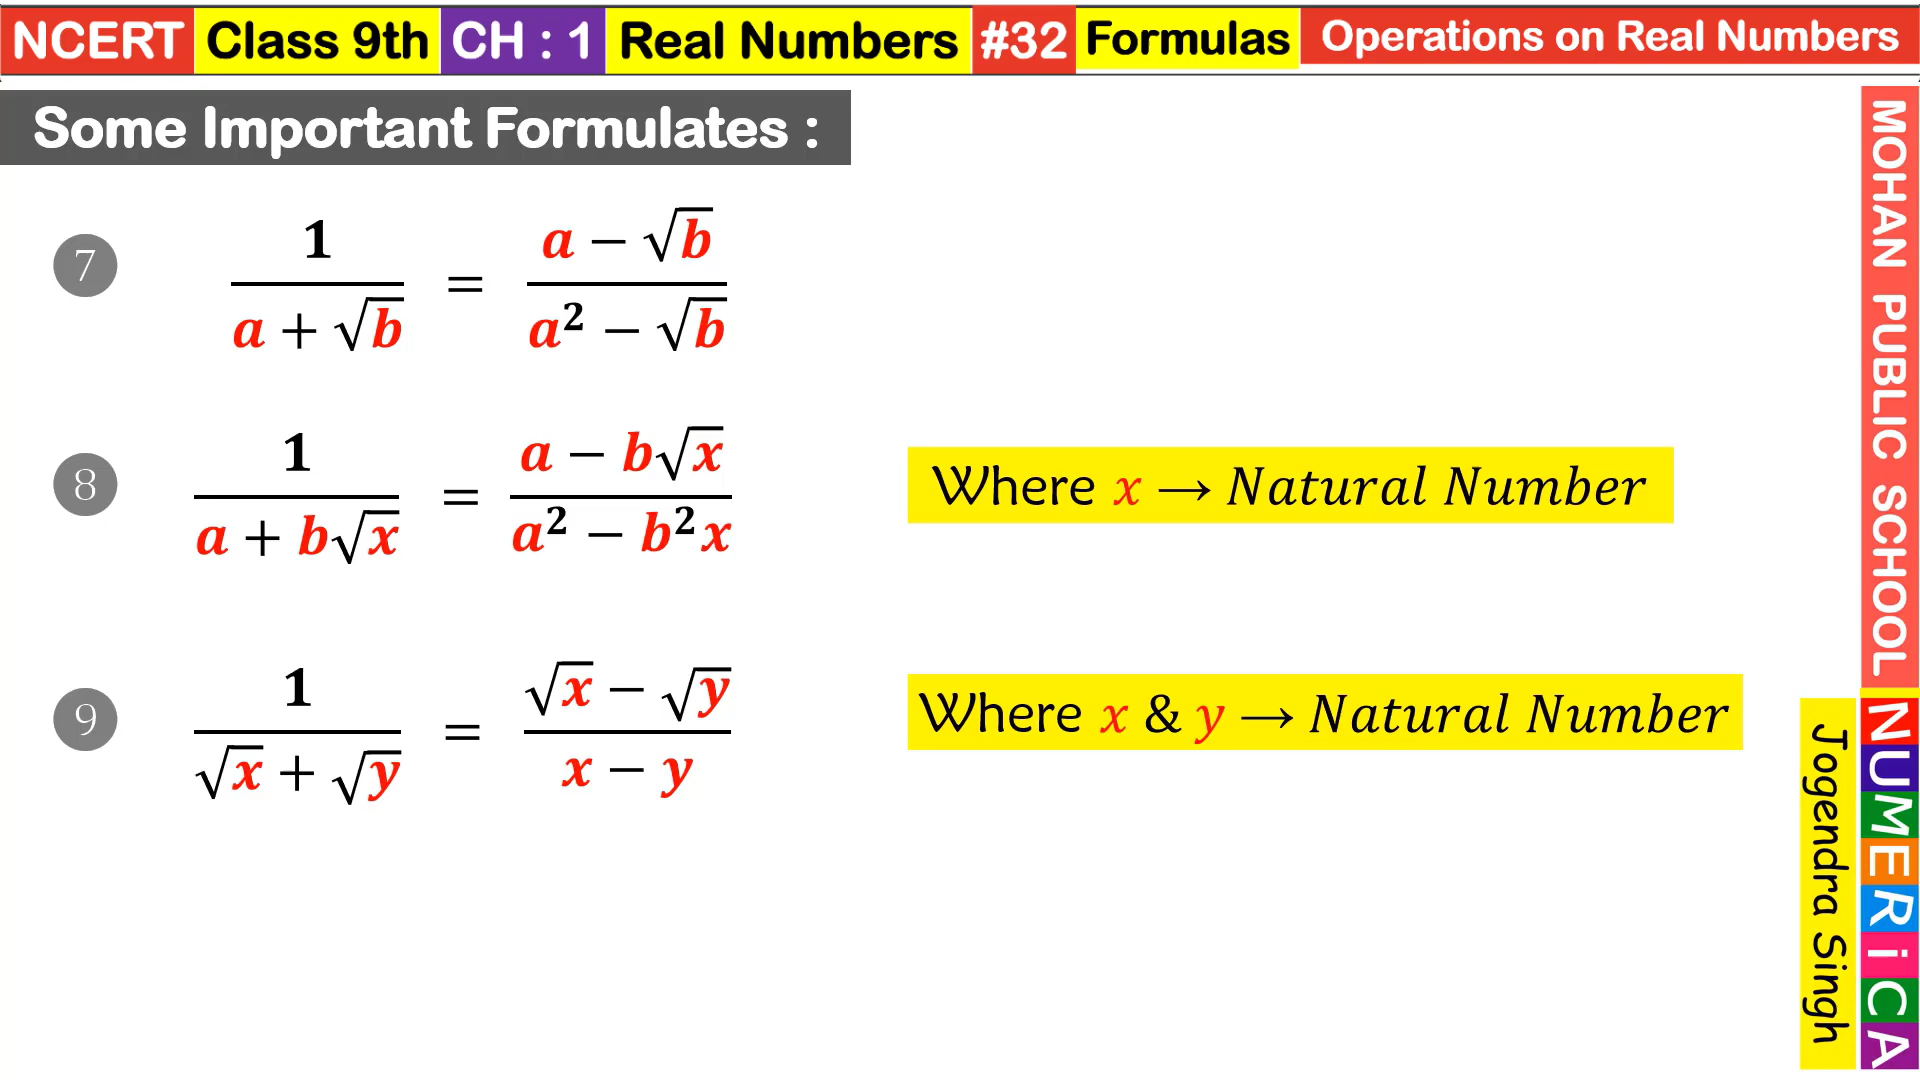 NCERT Class 9th CH : 1 Real Numbers #32 Formulas Operations on Real Numbers
Some Important Formulates :
7 1/(a + √b) = (a − √b)/(a² − √b)
8 1/(a + b√x) = (a − b√x)/(a² − b²x) Where x → Natural Number
9 1/(√x + √y) = (√x − √y)/(x − y) Where x & y → Natural Number
MOHAN PUBLIC SCHOOL
NUMERiCA
Jogendra Singh